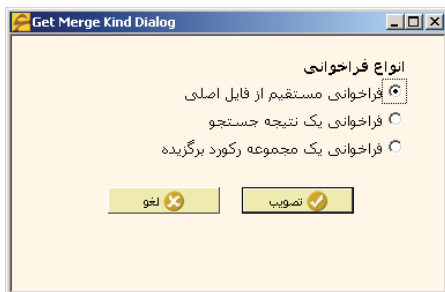 Get Merge Kind Dialog
انواع فراخوانی
فراخوانی مستقیم از فایل اصلی
فراخوانی یک نتیجه جستجو
فراخوانی یک مجموعه رکورد برگزیده
تصویب
لغو